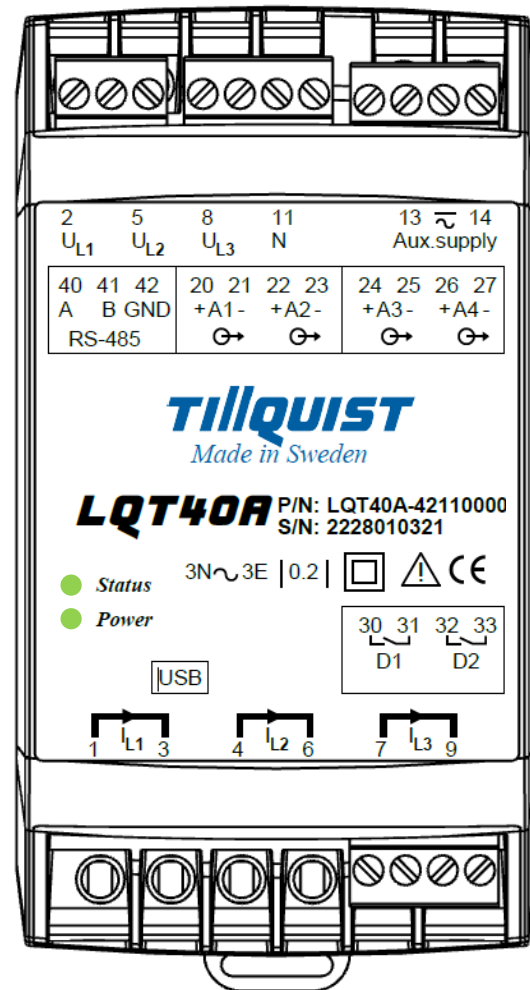 2 5 8 11 13 14
UL1 UL2 UL3 N Aux.supply
40 41 42 20 21 22 23 24 25 26 27
A B GND +A1- +A2- +A3- +A4-
RS-485
TILLQUIST
Made in Sweden
LQT40A P/N: LQT40A-42110000
S/N: 2228010321
3N~3E |0.2| CE
Status
Power
30 31 32 33
D1 D2
USB
IL1 IL2 IL3
1 3 4 6 7 9